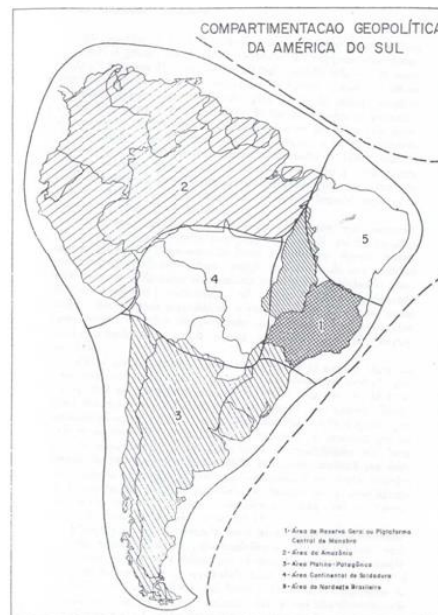 COMPARTIMENTACAO GEOPOLÍTICA
DA AMÉRICA DO SUL
2
5
4
1
3
1- Área de Reserva Geral ou Plataforma
Central de Manobra
2- Área da Amazônia
3- Área Platino-Patagônica
4- Área Continental de Soldadura
5- Área do Nordeste Brasileiro